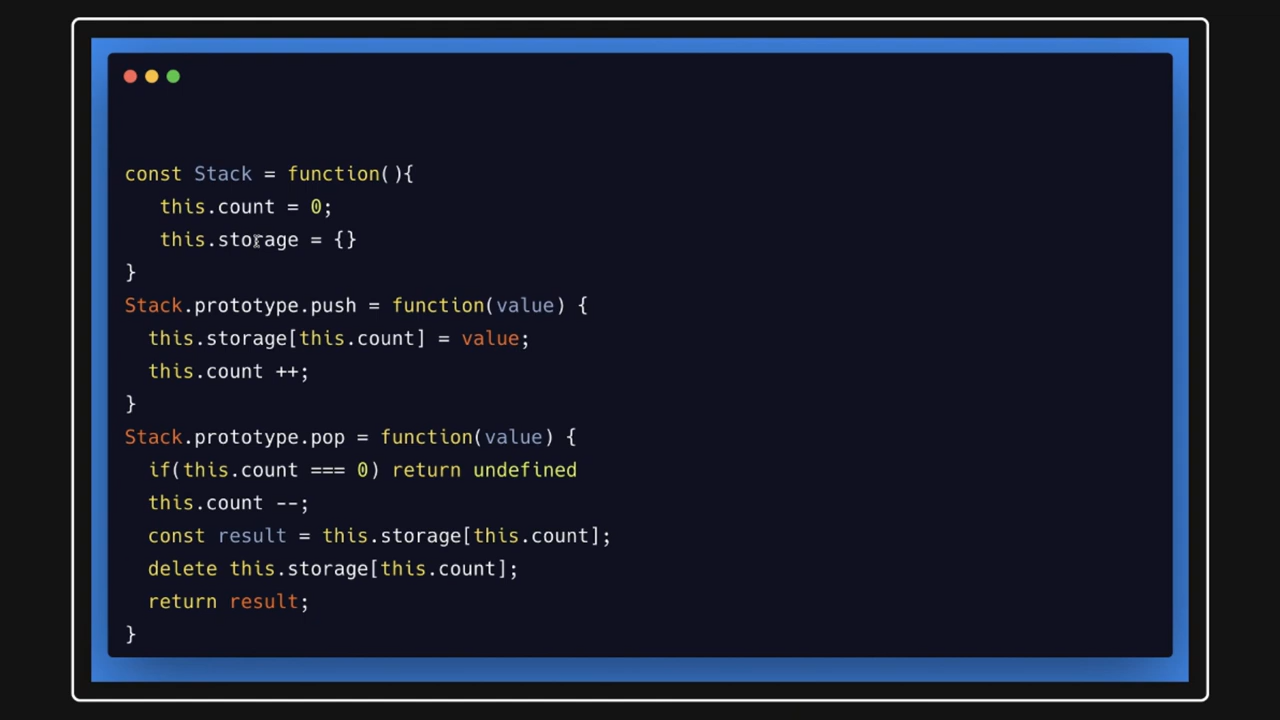 const Stack = function(){
this.count = 0;
this.storage = {}
}
Stack.prototype.push = function(value) {
this.storage[this.count] = value;
this.count ++;
}
Stack.prototype.pop = function(value) {
if(this.count === 0) return undefined
this.count --;
const result = this.storage[this.count];
delete this.storage[this.count];
return result;
}